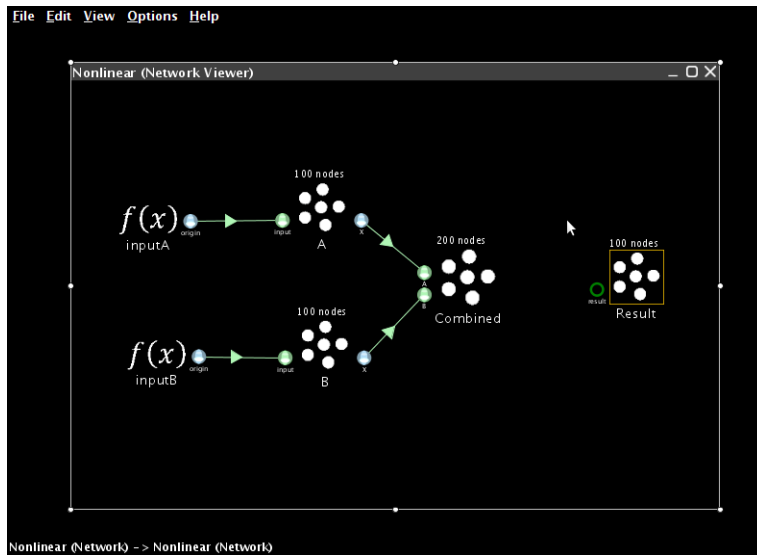 File Edit View Options Help
Nonlinear (Network Viewer)
100 nodes
f(x)
origin
inputA
input
A
X
200 nodes
A
B
Combined
100 nodes
result
Result
100 nodes
f(x)
origin
inputB
input
B
X
Nonlinear (Network) -> Nonlinear (Network)